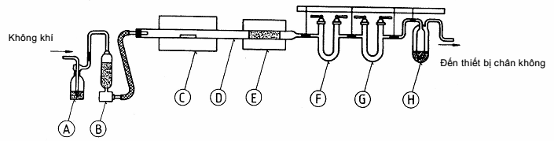 Không khí
Đến thiết bị chân không
A B C D E F G H